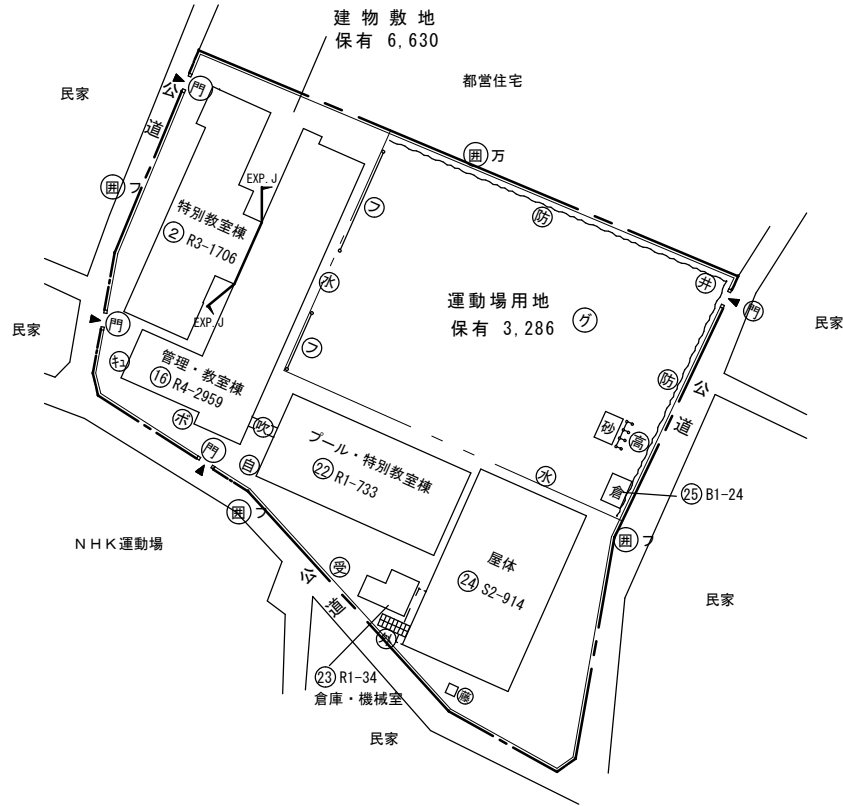 建物敷地
保有 6,630
民家
都営住宅
門
公道
囲 万
囲 フ
EXP.J
フ
防
特別教室棟
② R3-1706
井
水
運動場用地
保有 3,286
グ
門
EXP.J
民家
門
民家
フ
キュ
管理・教室棟
⑯ R4-2959
防
公道
ボ
吹
砂
高
門
プール・特別教室棟
㉒ R1-733
自
水
倉
㉕ B1-24
囲 フ
囲 フ
NHK運動場
屋体
㉔ S2-914
受
公道
民家
㉓ R1-34
倉庫・機械室
藤
民家